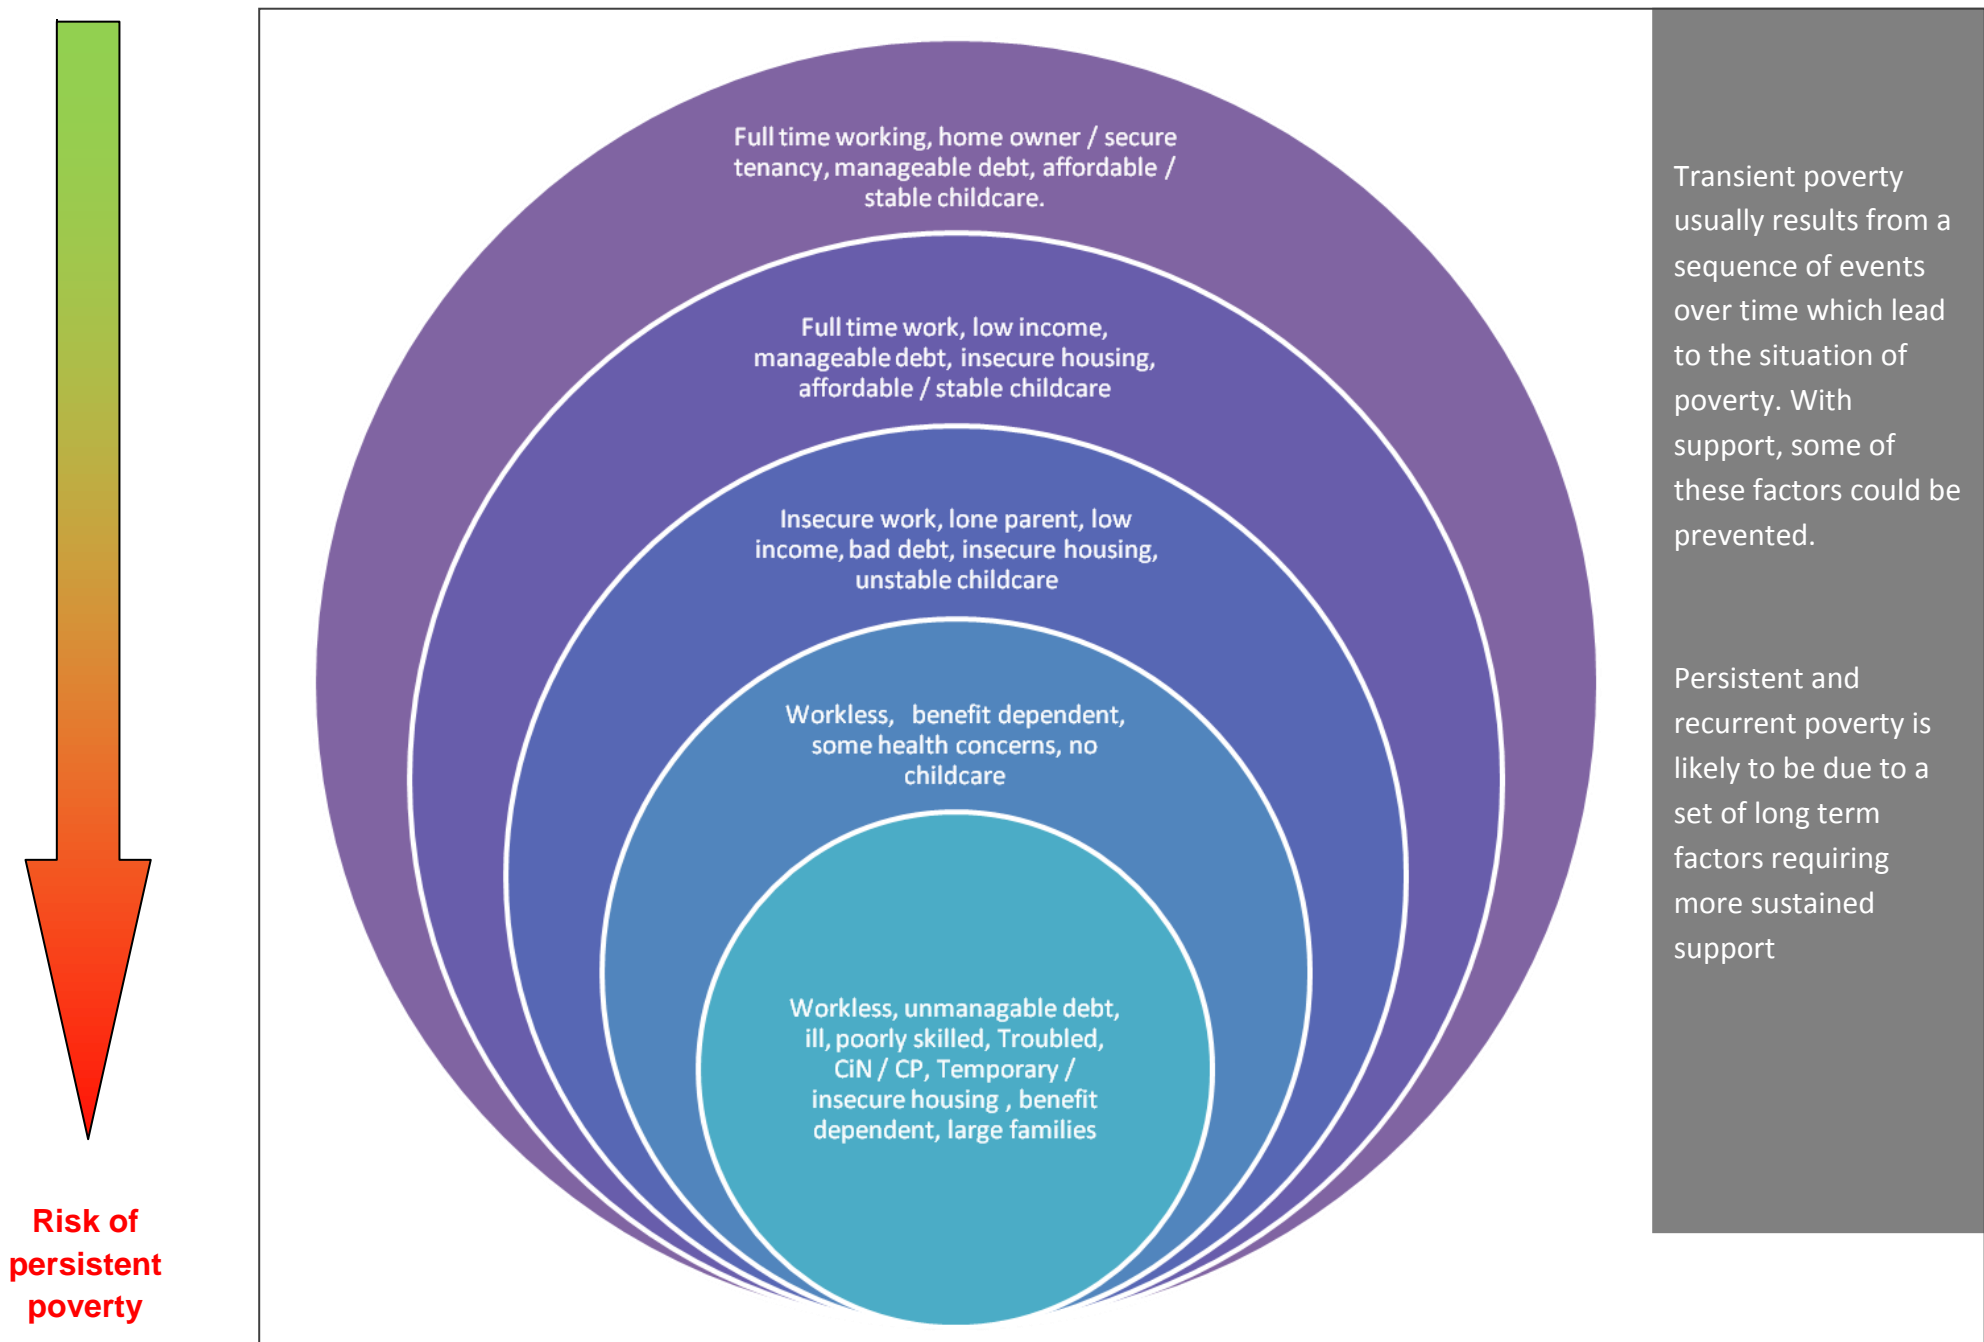 Full time working, home owner / secure
tenancy, manageable debt, affordable /
stable childcare.
Full time work, low income,
manageable debt, insecure housing,
affordable / stable childcare
Insecure work, lone parent, low
income, bad debt, insecure housing,
unstable childcare
Workless, benefit dependent,
some health concerns, no
childcare
Workless, unmanagable debt,
ill, poorly skilled, Troubled,
CiN / CP, Temporary /
insecure housing , benefit
dependent, large families
Transient poverty
usually results from a
sequence of events
over time which lead
to the situation of
poverty. With
support, some of
these factors could be
prevented.
Persistent and
recurrent poverty is
likely to be due to a
set of long term
factors requiring
more sustained
support
Risk of
persistent
poverty